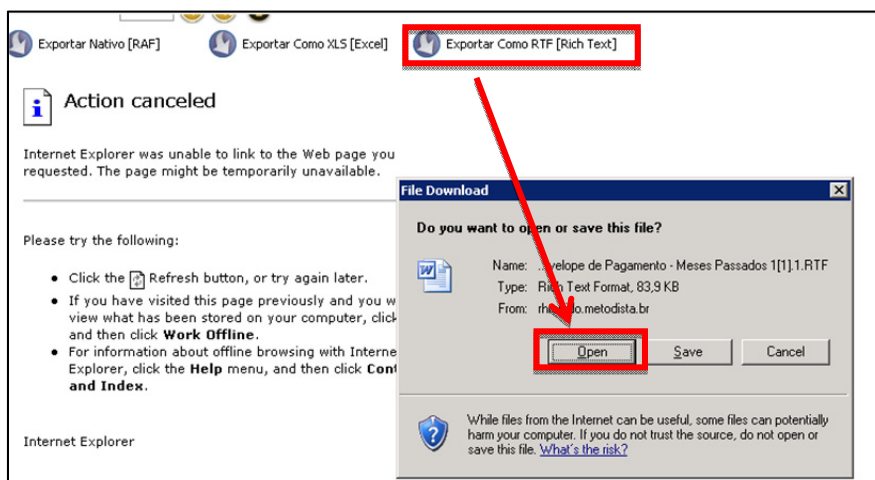 Exportar Nativo [RAF] Exportar Como XLS [Excel] Exportar Como RTF [Rich Text]
Action canceled
Internet Explorer was unable to link to the Web page you
requested. The page might be temporarily unavailable.
Please try the following:
Click the Refresh button, or try again later.
If you have visited this page previously and you w
view what has been stored on your computer, click
and then click Work Offline.
For information about offline browsing with Interne
Explorer, click the Help menu, and then click Cont
and Index.
Internet Explorer
File Download
Do you want to open or save this file?
Name: ...velope de Pagamento - Meses Passados 1[1].1.RTF
Type: Rich Text Format, 83,9 KB
From: metodista.br
Open Save Cancel
While files from the Internet can be useful, some files can potentially
harm your computer. If you do not trust the source, do not open or
save this file. What's the risk?